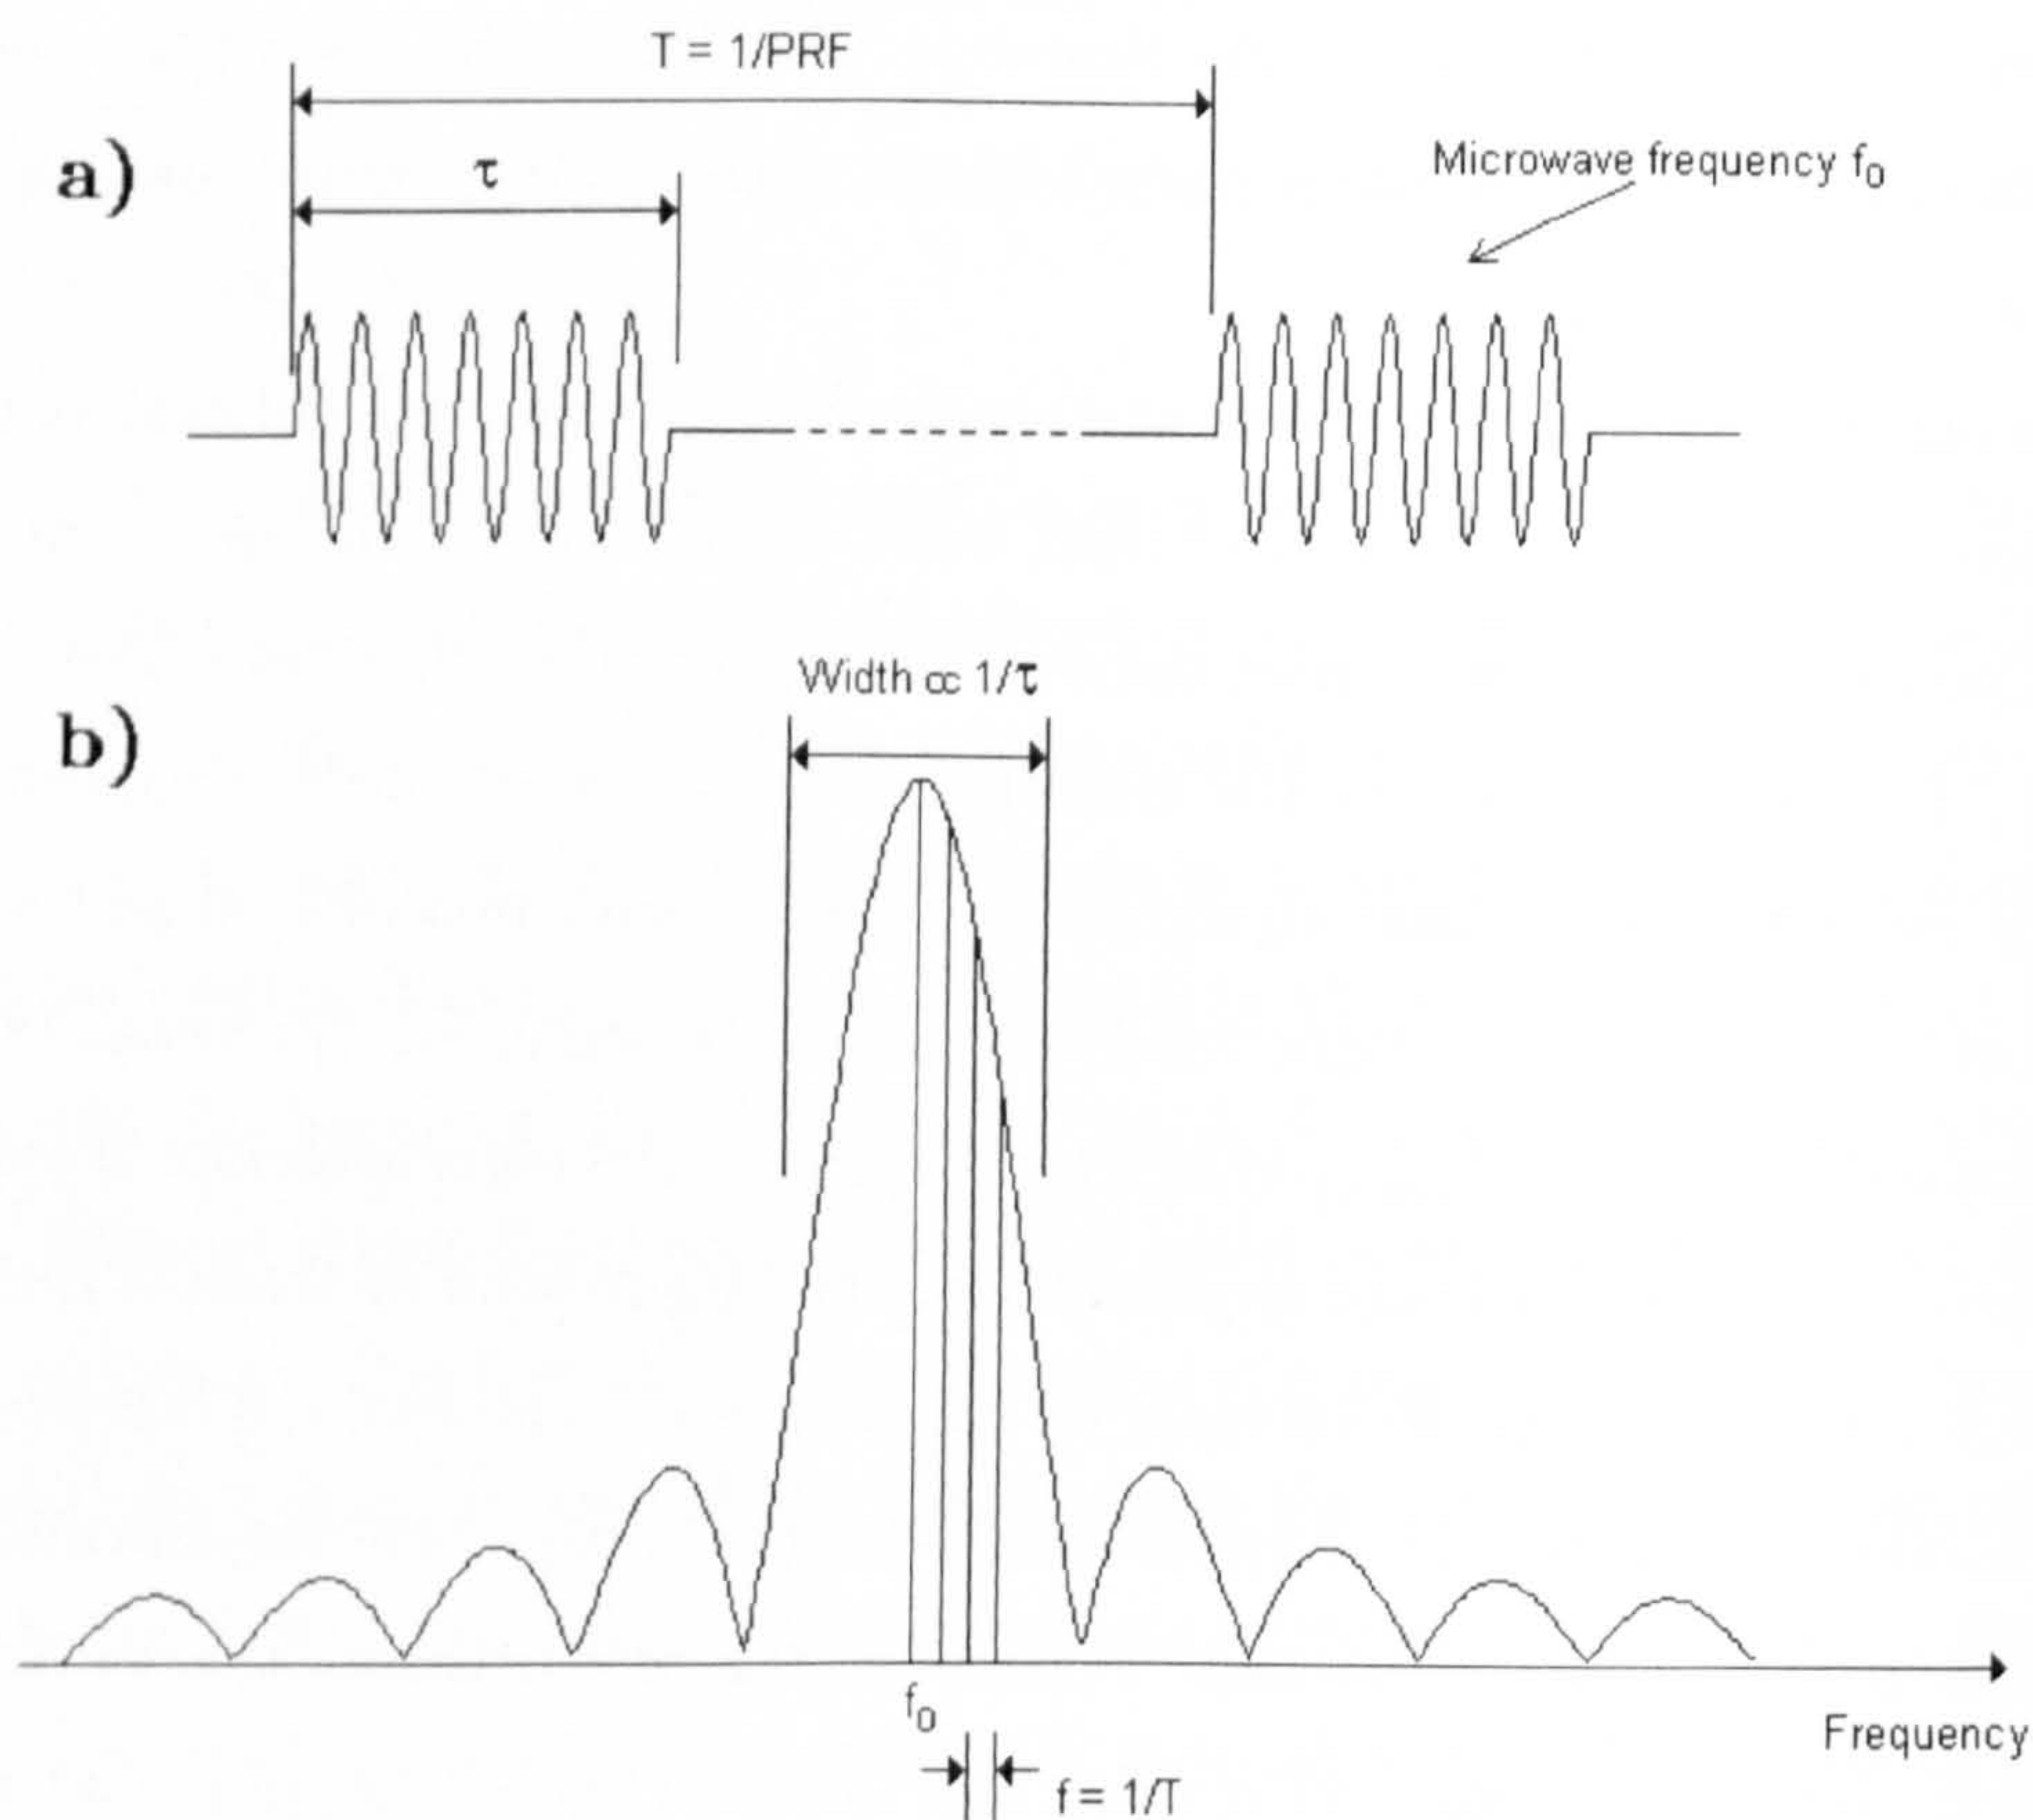 T = 1/PRF
a)
τ
Microwave frequency f₀
Width ∝ 1/τ
b)
f₀
Frequency
f = 1/T